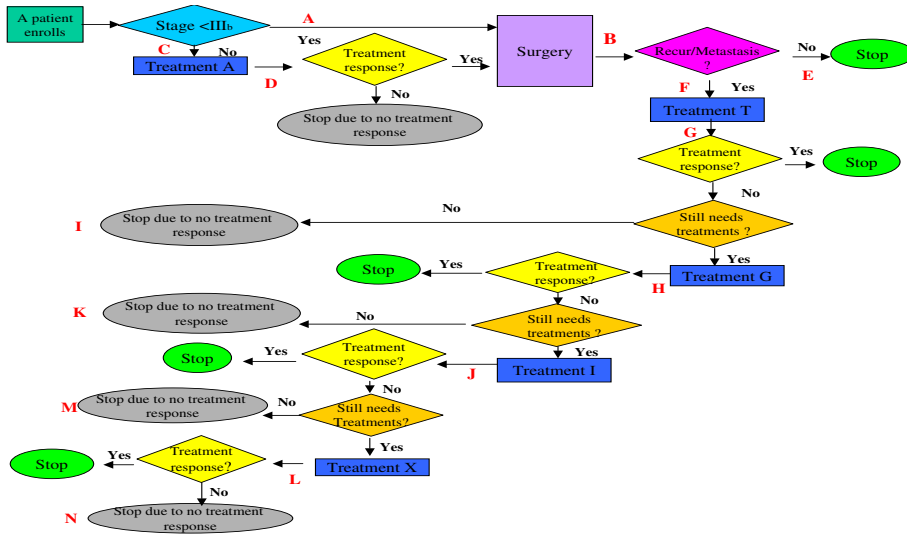 A patient
enrolls
Stage <IIIb
A
Yes
C
No
Treatment A
D
Treatment
response?
Yes
No
Stop due to no treatment
response
Surgery
B
Recur/Metastasis
?
No
E
Stop
F
Yes
Treatment T
G
Treatment
response?
Yes
Stop
No
Still needs
treatments ?
No
I
Stop due to no treatment
response
Yes
Treatment G
H
Treatment
response?
Yes
Stop
No
Still needs
treatments ?
No
K
Stop due to no treatment
response
Yes
Treatment I
J
Treatment
response?
Yes
Stop
No
Still needs
Treatments?
No
M
Stop due to no treatment
response
Yes
Treatment X
L
Treatment
response?
Yes
Stop
No
N
Stop due to no treatment
response